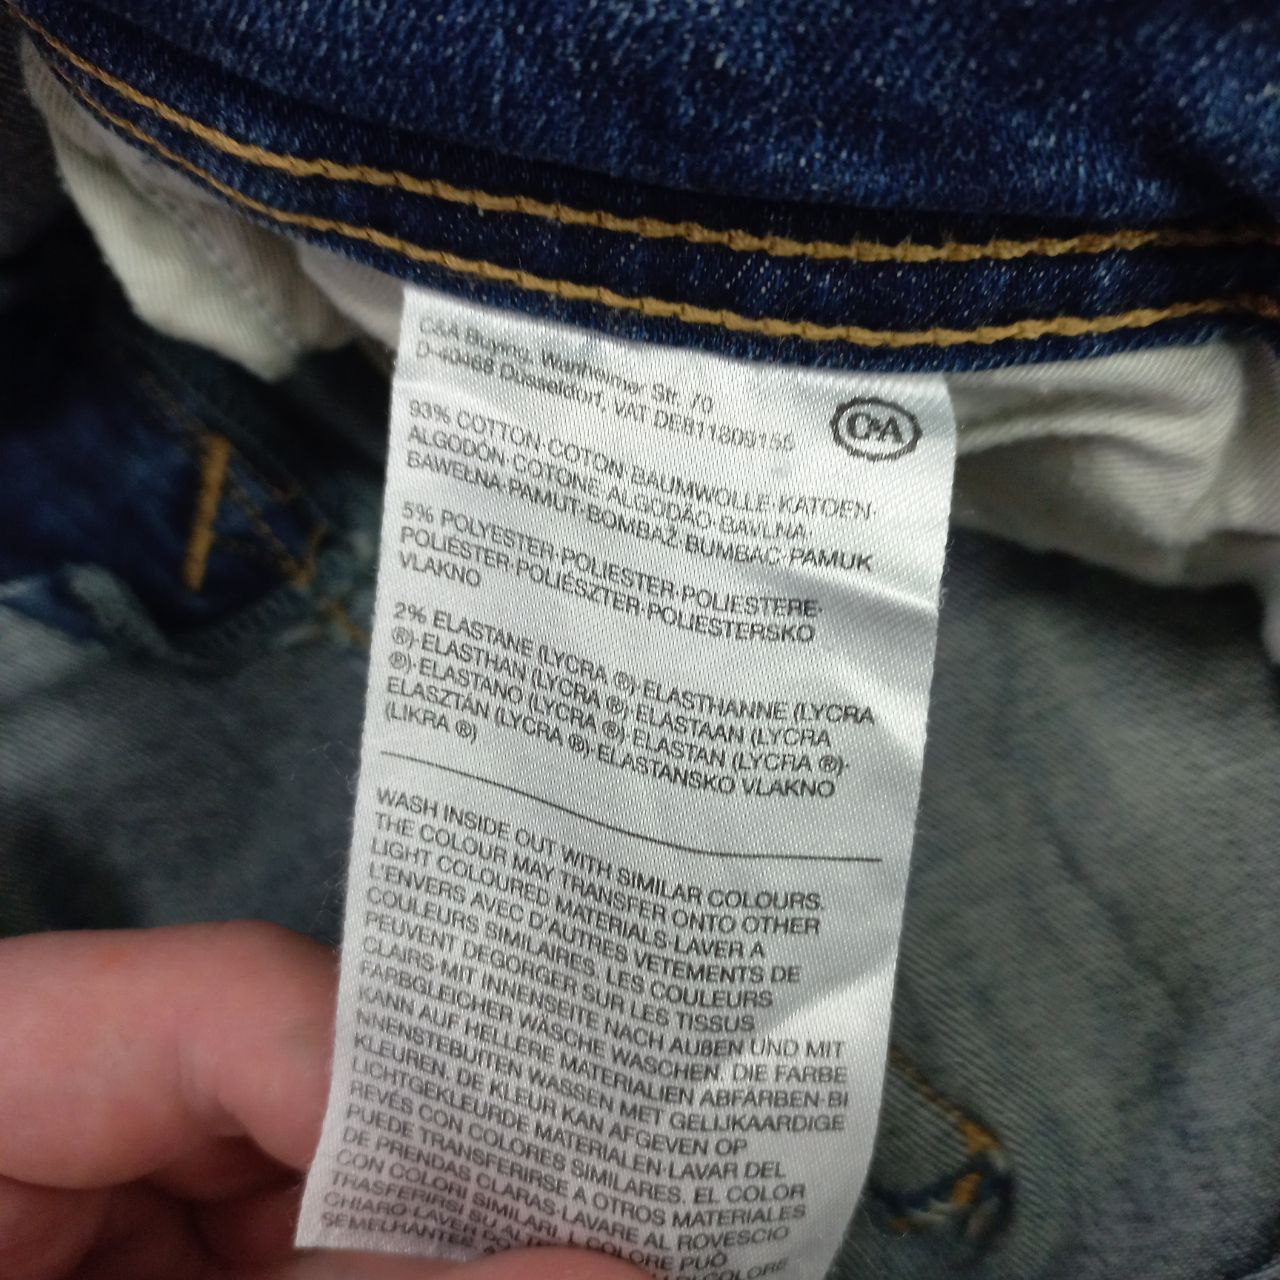 C&A Buying, Wanheimer Str. 70
D-40468 Düsseldorf, VAT DE811809155
C&A
93% COTTON·COTON·BAUMWOLLE·KATOEN·
ALGODÓN·COTONE·ALGODÃO·BAVLNA·
BAWEŁNA·PAMUT·BOMBAŽ·BUMBAC·PAMUK
5% POLYESTER·POLIESTER·POLIESTERE·
POLIÉSTER·POLIÉSZTER·POLIESTERSKO
VLAKNO
2% ELASTANE (LYCRA ®)·ELASTHANNE (LYCRA
®)·ELASTHAN (LYCRA ®)·ELASTAAN (LYCRA
®)·ELASTANO (LYCRA ®)·ELASTAN (LYCRA ®)·
ELASZTÁN (LYCRA ®)·ELASTANSKO VLAKNO
(LIKRA ®)
WASH INSIDE OUT WITH SIMILAR COLOURS.
THE COLOUR MAY TRANSFER ONTO OTHER
LIGHT COLOURED MATERIALS·LAVER A
L'ENVERS AVEC D'AUTRES VETEMENTS DE
COULEURS SIMILAIRES. LES COULEURS
PEUVENT DEGORGER SUR LES TISSUS
CLAIRS·MIT INNENSEITE NACH AUßEN UND MIT
FARBGLEICHER WÄSCHE WASCHEN. DIE FARBE
KANN AUF HELLERE MATERIALIEN ABFÄRBEN·BI
NNENSTEBUITEN WASSEN MET GELIJKAARDIGE
KLEUREN. DE KLEUR KAN AFGEVEN OP
LICHTGEKLEURDE MATERIALEN·LAVAR DEL
REVÉS CON COLORES SIMILARES. EL COLOR
PUEDE TRANSFERIRSE A OTROS MATERIALES
DE PRENDAS CLARAS·LAVARE AL ROVESCIO
CON COLORI SIMILARI. IL COLORE PUÒ
TRASFERIRSI SU DI COLORE
CHIARO·LAVER
SEMELHANTES.